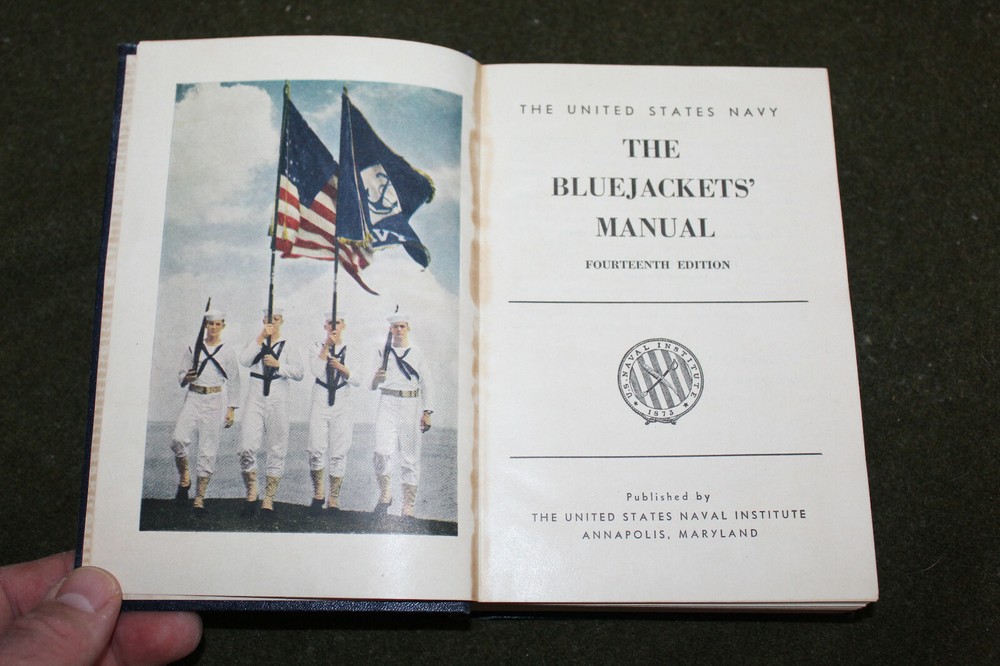 THE UNITED STATES NAVY
THE
BLUEJACKETS'
MANUAL
FOURTEENTH EDITION
U.S. NAVAL INSTITUTE
★ 1873 ★
Published by
THE UNITED STATES NAVAL INSTITUTE
ANNAPOLIS, MARYLAND